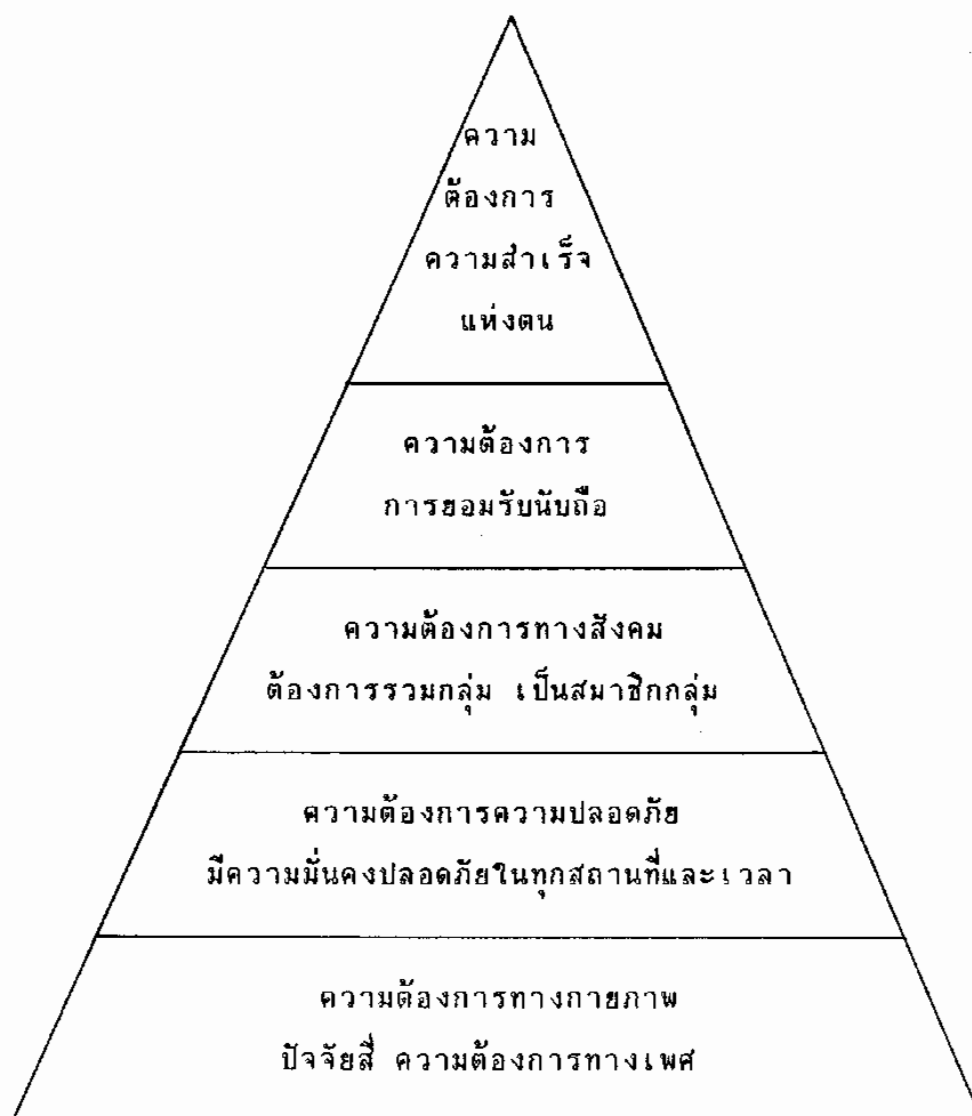 ความ
ต้องการ
ความสำเร็จ
แห่งตน
ความต้องการ
การยอมรับนับถือ
ความต้องการทางสังคม
ต้องการรวมกลุ่ม เป็นสมาชิกกลุ่ม
ความต้องการความปลอดภัย
มีความมั่นคงปลอดภัยในทุกสถานที่และเวลา
ความต้องการทางกายภาพ
ปัจจัยสี่ ความต้องการทางเพศ